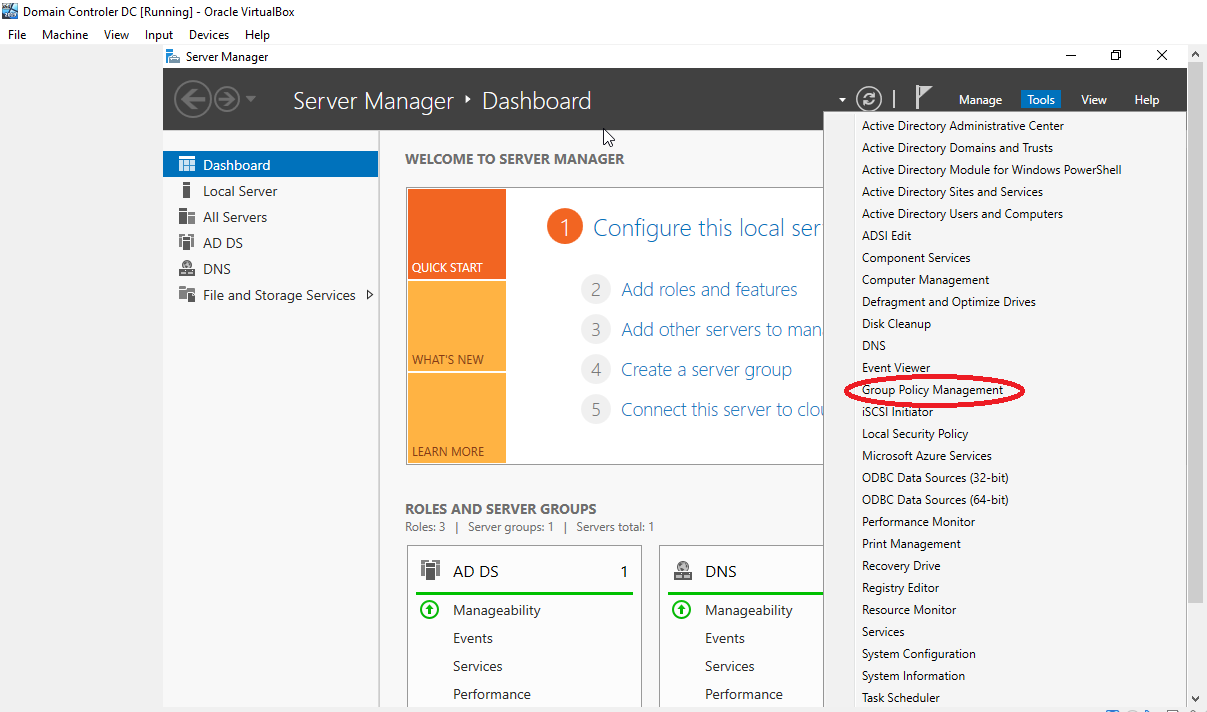 Domain Controler DC [Running] - Oracle VirtualBox
File Machine View Input Devices Help
Server Manager
Server Manager Dashboard
Manage Tools View Help
Dashboard
Local Server
All Servers
AD DS
DNS
File and Storage Services
WELCOME TO SERVER MANAGER
QUICK START
WHAT'S NEW
LEARN MORE
1 Configure this local ser
2 Add roles and features
3 Add other servers to man
4 Create a server group
5 Connect this server to clou
ROLES AND SERVER GROUPS
Roles: 3 | Server groups: 1 | Servers total: 1
AD DS 1
Manageability
Events
Services
Performance
DNS
Manageability
Events
Services
Performance
Active Directory Administrative Center
Active Directory Domains and Trusts
Active Directory Module for Windows PowerShell
Active Directory Sites and Services
Active Directory Users and Computers
ADSI Edit
Component Services
Computer Management
Defragment and Optimize Drives
Disk Cleanup
DNS
Event Viewer
Group Policy Management
iSCSI Initiator
Local Security Policy
Microsoft Azure Services
ODBC Data Sources (32-bit)
ODBC Data Sources (64-bit)
Performance Monitor
Print Management
Recovery Drive
Registry Editor
Resource Monitor
Services
System Configuration
System Information
Task Scheduler